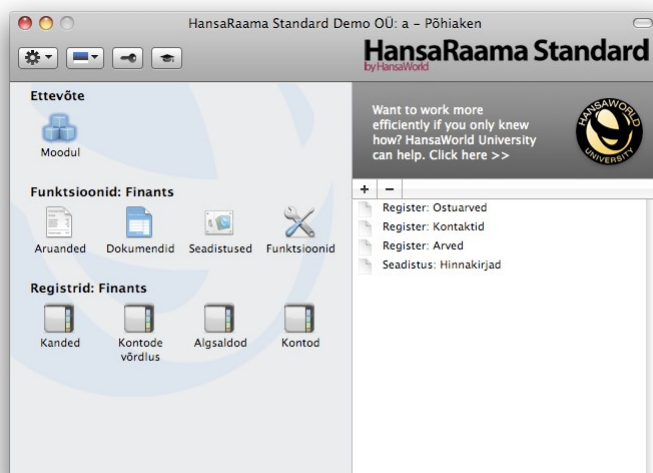 HansaRaama Standard Demo OÜ: a – Põhiaken
HansaRaama Standard
by HansaWorld
Ettevõte
Moodul
Funktsioonid: Finants
Aruanded
Dokumendid
Seadistused
Funktsioonid
Registrid: Finants
Kanded
Kontode
võrdlus
Algsaldod
Kontod
Want to work more
efficiently if you only knew
how? HansaWorld University
can help. Click here >>
HANSAWORLD
UNIVERSITY
+ −
Register: Ostuarved
Register: Kontaktid
Register: Arved
Seadistus: Hinnakirjad